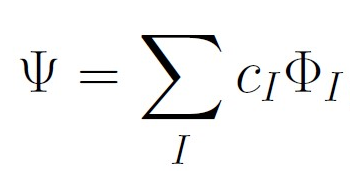 Ψ = ∑_I c_I Φ_I